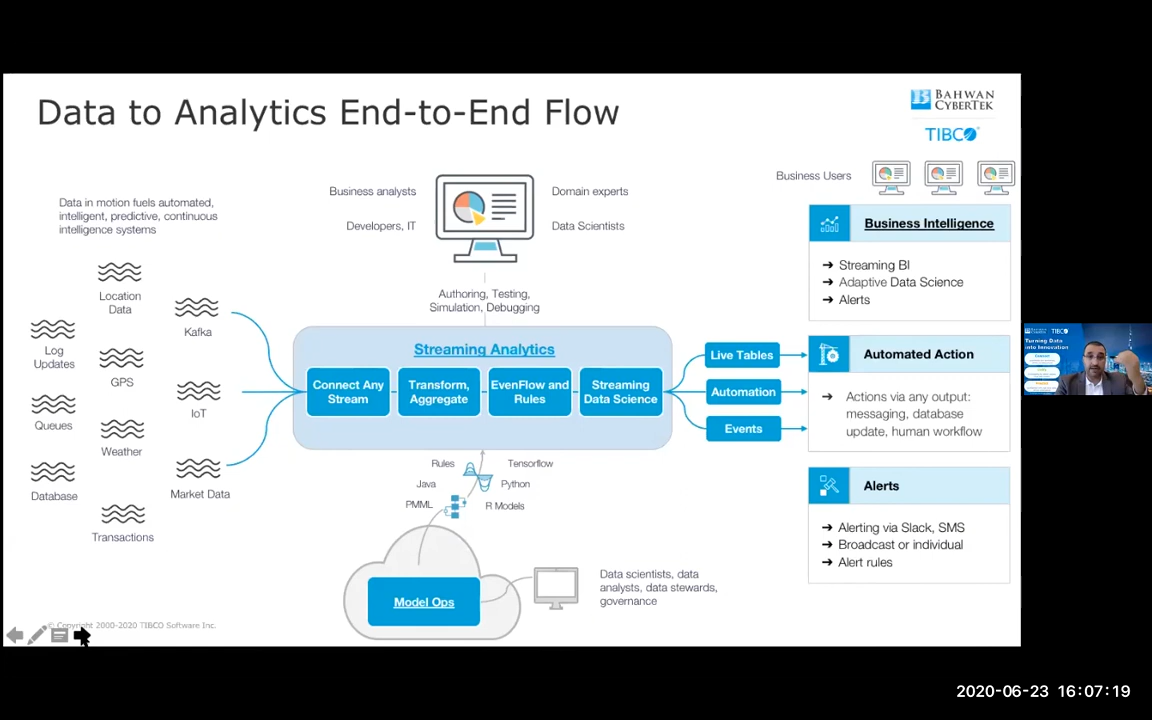 Data to Analytics End-to-End Flow
BAHWAN
CYBERTEK
TIBCO
Business Users
Business analysts
Domain experts
Developers, IT
Data Scientists
Data in motion fuels automated,
intelligent, predictive, continuous
intelligence systems
Business Intelligence
➔ Streaming BI
➔ Adaptive Data Science
➔ Alerts
Location
Data
Kafka
Log
Updates
GPS
IoT
Queues
Weather
Database
Market Data
Transactions
Authoring, Testing,
Simulation, Debugging
Streaming Analytics
Connect Any
Stream
Transform,
Aggregate
EvenFlow and
Rules
Streaming
Data Science
Live Tables
Automation
Events
Automated Action
➔ Actions via any output:
messaging, database
update, human workflow
Alerts
➔ Alerting via Slack, SMS
➔ Broadcast or individual
➔ Alert rules
Rules
Tensorflow
Java
Python
PMML
R Models
Model Ops
Data scientists, data
analysts, data stewards,
governance
© Copyright 2000-2020 TIBCO Software Inc.
TIBCO
Turning Data
into Innovation
2020-06-23 16:07:19